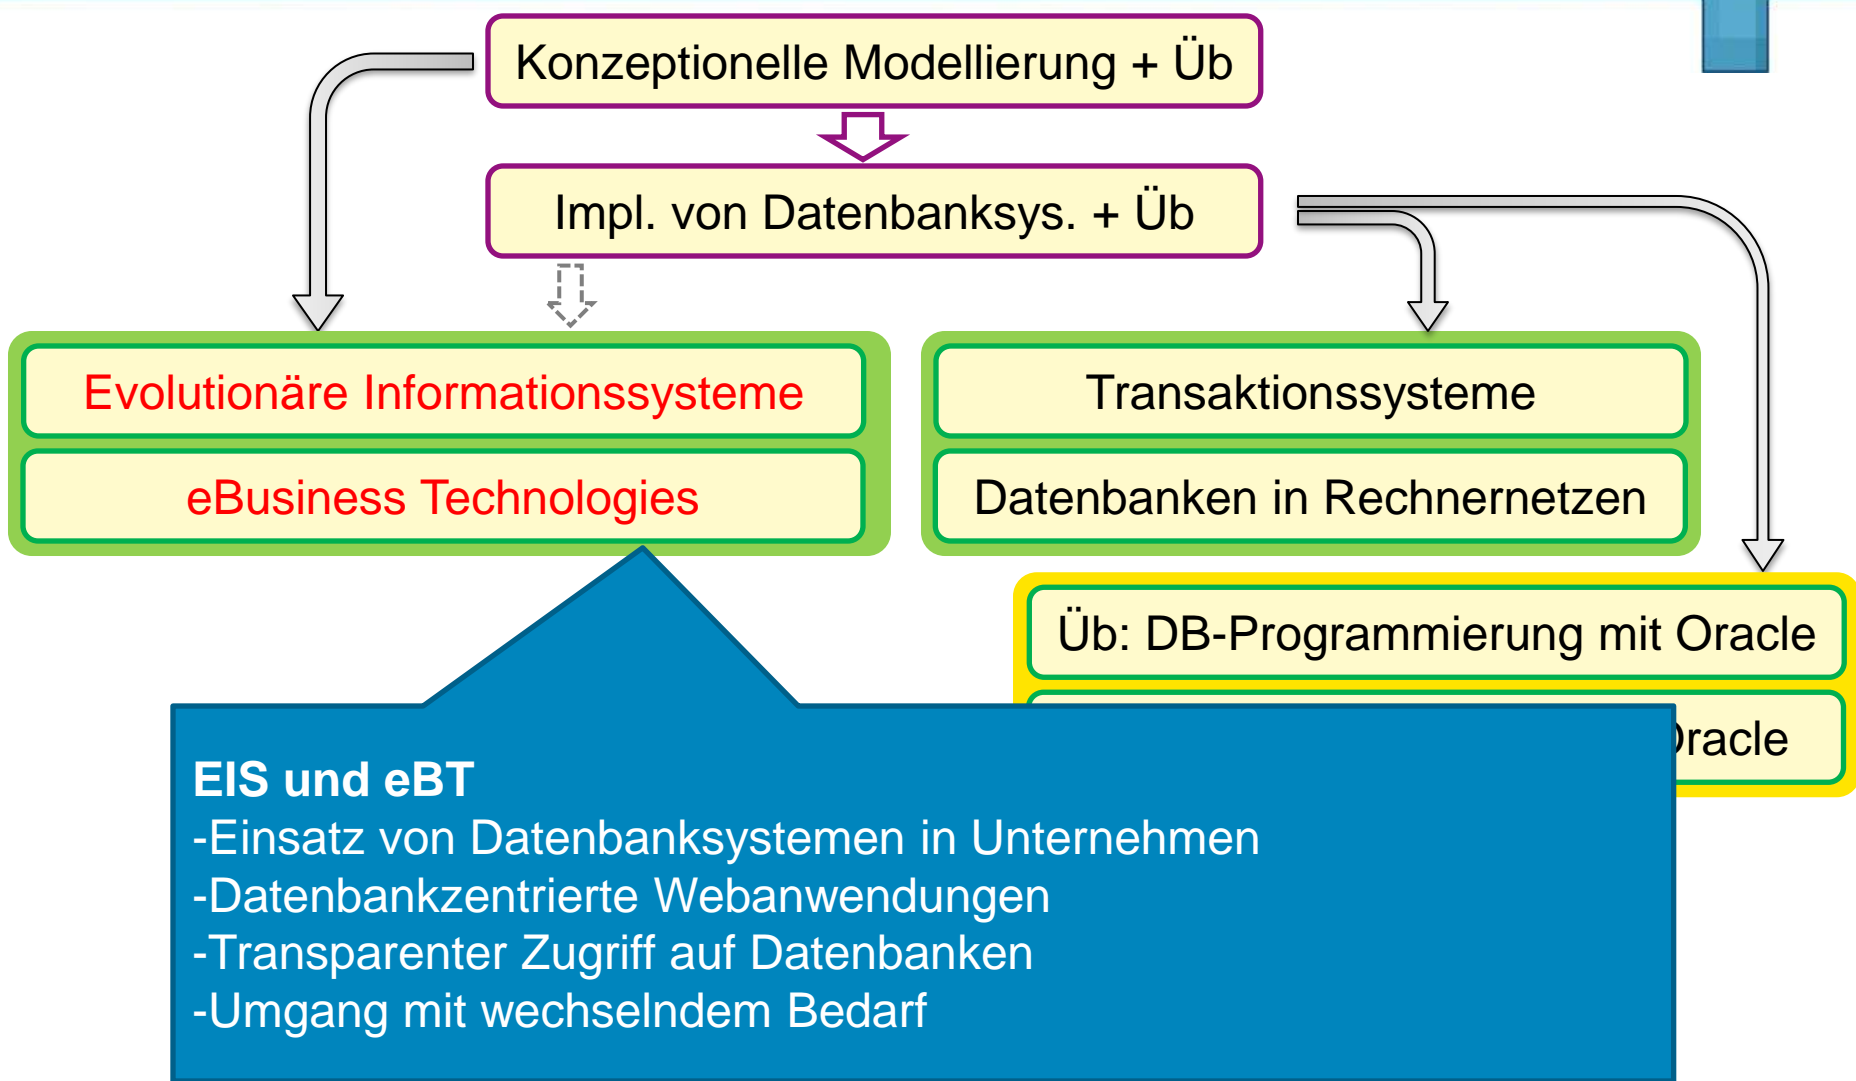 Konzeptionelle Modellierung + Üb
Impl. von Datenbanksys. + Üb
Evolutionäre Informationssysteme
eBusiness Technologies
Transaktionssysteme
Datenbanken in Rechnernetzen
Üb: DB-Programmierung mit Oracle
EIS und eBT
-Einsatz von Datenbanksystemen in Unternehmen
-Datenbankzentrierte Webanwendungen
-Transparenter Zugriff auf Datenbanken
-Umgang mit wechselndem Bedarf